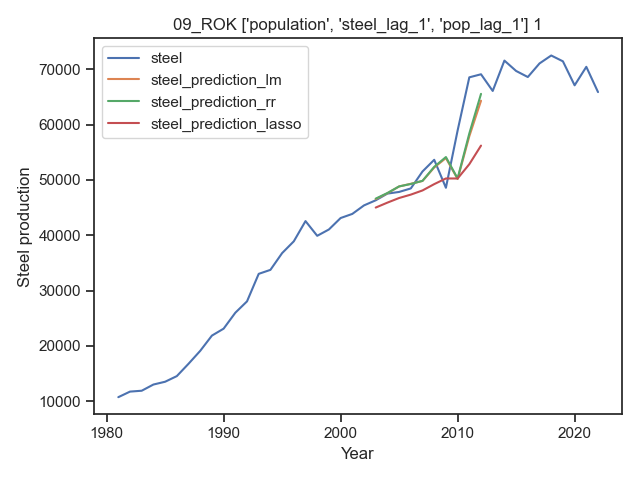 09_ROK ['population', 'steel_lag_1', 'pop_lag_1'] 1
steel
steel_prediction_lm
steel_prediction_rr
steel_prediction_lasso
70000
60000
50000
40000
30000
20000
10000
Steel production
1980 1990 2000 2010 2020
Year